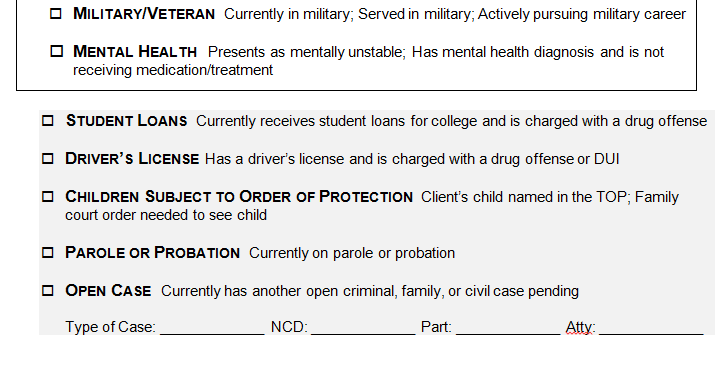 ☐ MILITARY/VETERAN Currently in military; Served in military; Actively pursuing military career
☐ MENTAL HEALTH Presents as mentally unstable; Has mental health diagnosis and is not
receiving medication/treatment
☐ STUDENT LOANS Currently receives student loans for college and is charged with a drug offense
☐ DRIVER’S LICENSE Has a driver’s license and is charged with a drug offense or DUI
☐ CHILDREN SUBJECT TO ORDER OF PROTECTION Client’s child named in the TOP; Family
court order needed to see child
☐ PAROLE OR PROBATION Currently on parole or probation
☐ OPEN CASE Currently has another open criminal, family, or civil case pending
Type of Case: _____________ NCD: _____________ Part: _____________ Atty: _____________